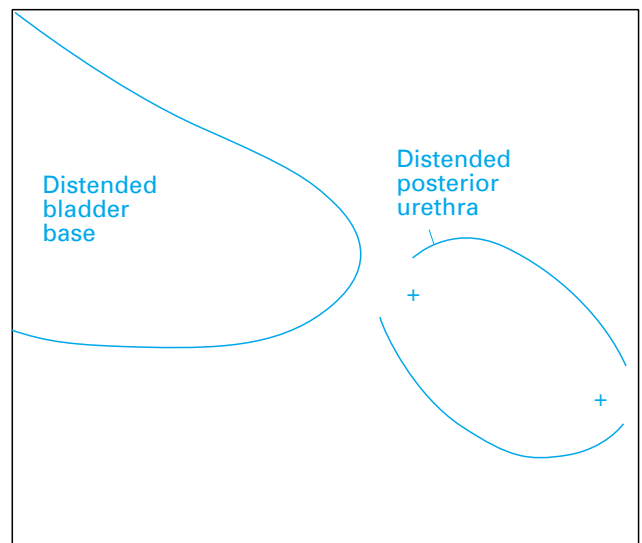 Distended
bladder
base
Distended
posterior
urethra
+
+